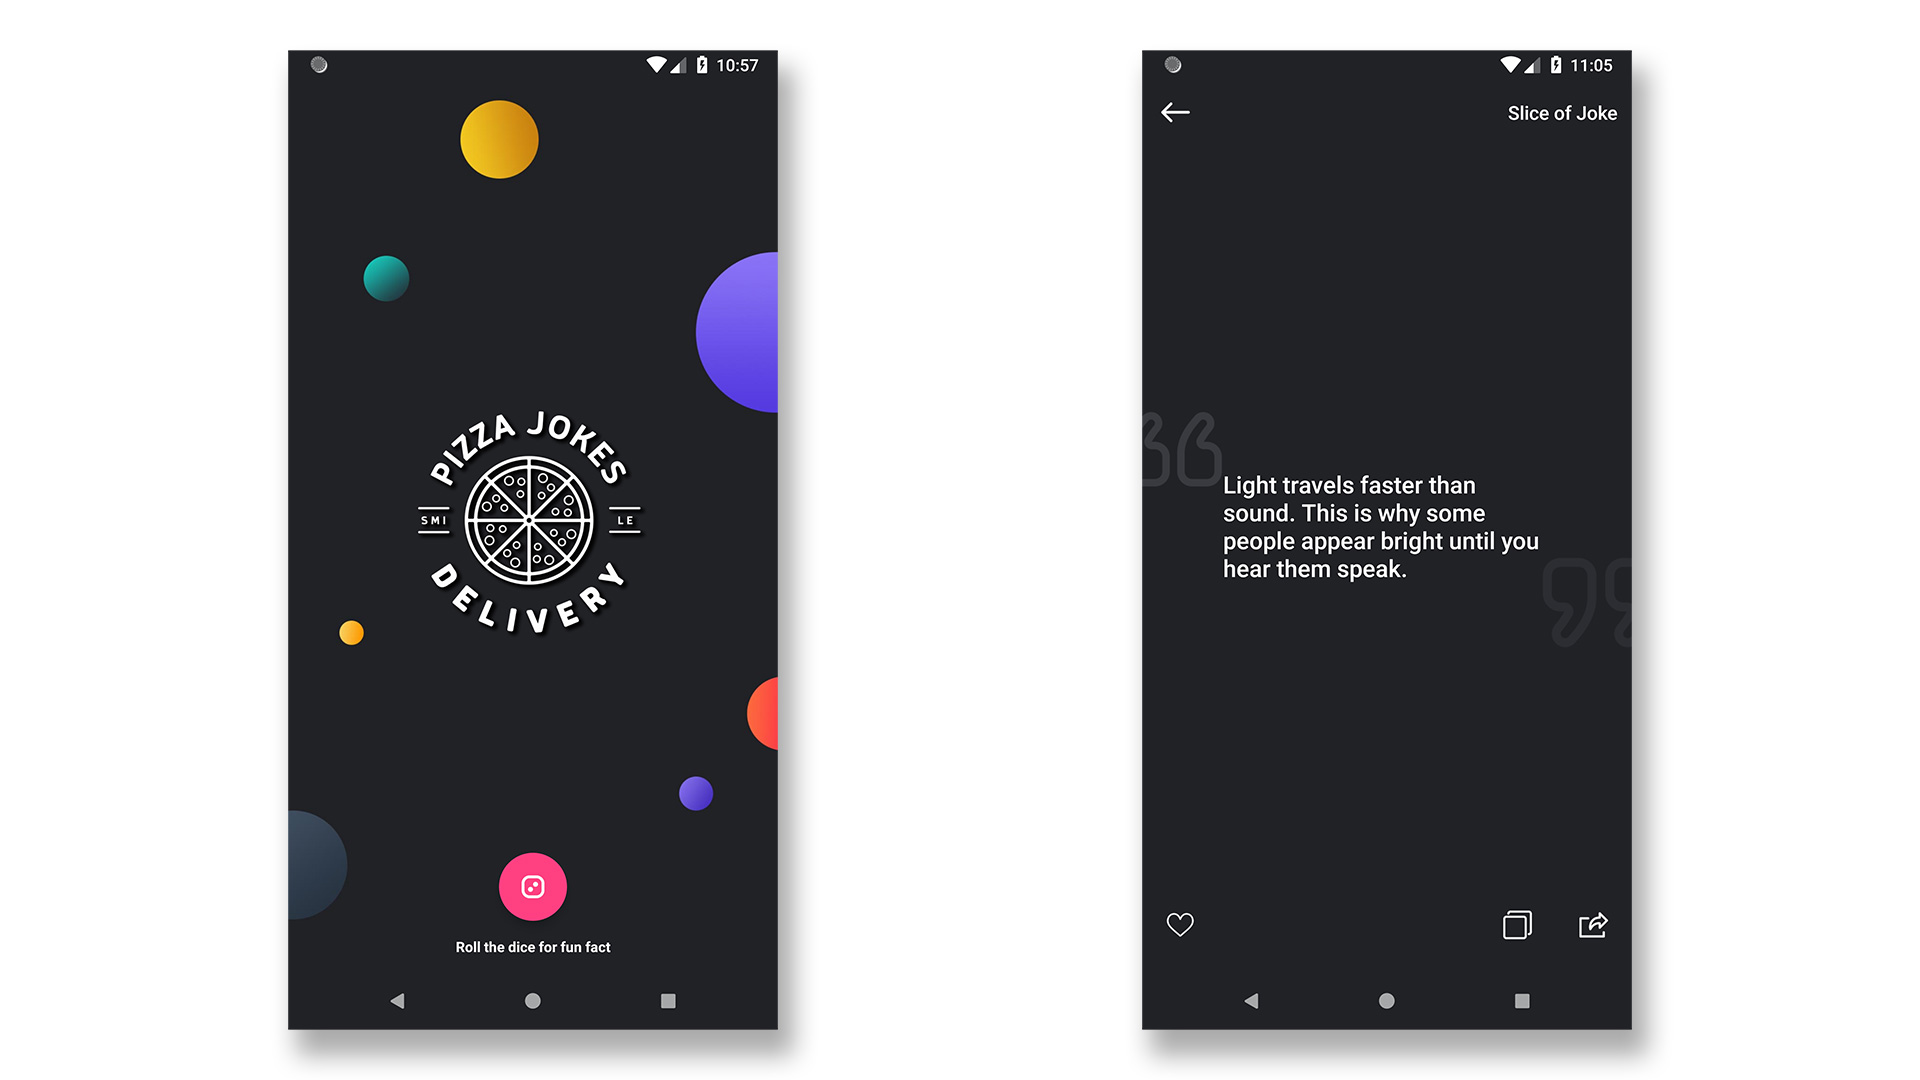 10:57
PIZZA JOKES
SMI LE
DELIVERY
Roll the dice for fun fact
11:05
Slice of Joke
Light travels faster than
sound. This is why some
people appear bright until you
hear them speak.